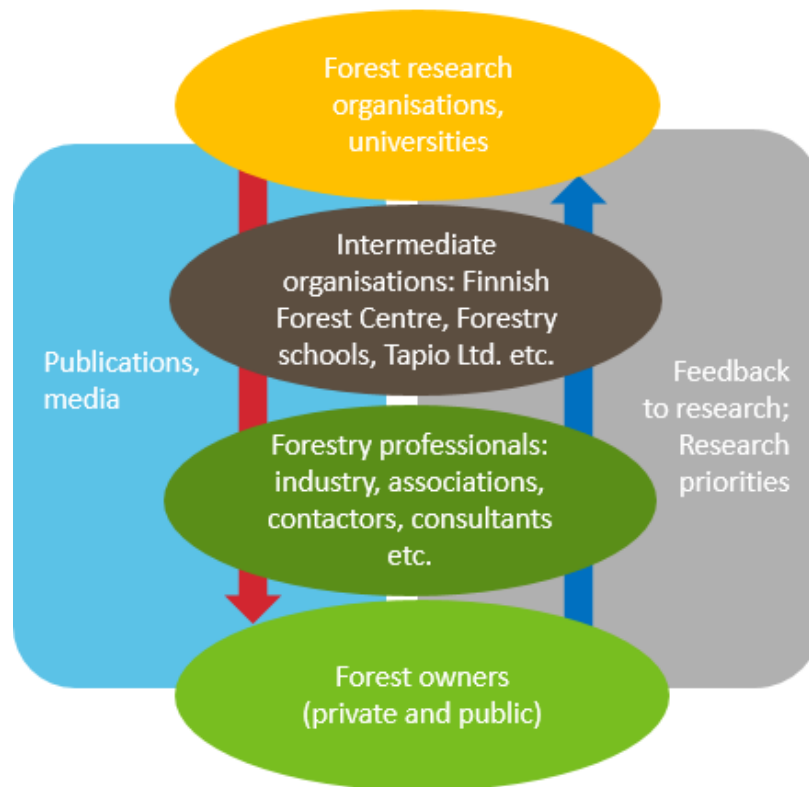 Forest research
organisations,
universities
Intermediate
organisations: Finnish
Forest Centre, Forestry
schools, Tapio Ltd. etc.
Publications,
media
Feedback
to research;
Research
priorities
Forestry professionals:
industry, associations,
contactors, consultants
etc.
Forest owners
(private and public)